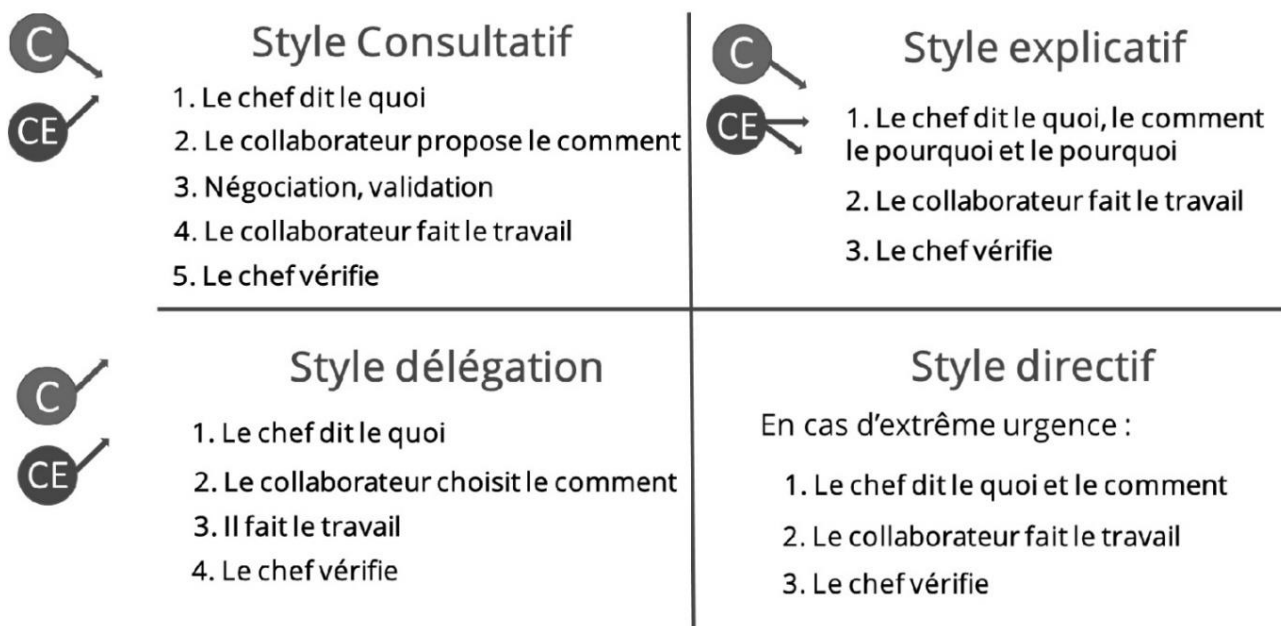 C
CE
Style Consultatif
1. Le chef dit le quoi
2. Le collaborateur propose le comment
3. Négociation, validation
4. Le collaborateur fait le travail
5. Le chef vérifie
C
CE
Style explicatif
1. Le chef dit le quoi, le comment
le pourquoi et le pourquoi
2. Le collaborateur fait le travail
3. Le chef vérifie
C
CE
Style délégation
1. Le chef dit le quoi
2. Le collaborateur choisit le comment
3. Il fait le travail
4. Le chef vérifie
Style directif
En cas d'extrême urgence :
1. Le chef dit le quoi et le comment
2. Le collaborateur fait le travail
3. Le chef vérifie